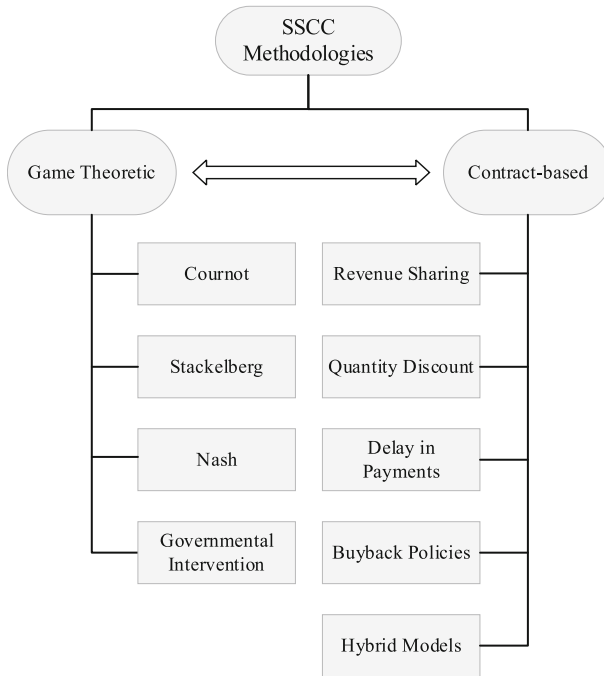 SSCC
Methodologies
Game Theoretic
Contract-based
Cournot
Revenue Sharing
Stackelberg
Quantity Discount
Nash
Delay in
Payments
Governmental
Intervention
Buyback Policies
Hybrid Models